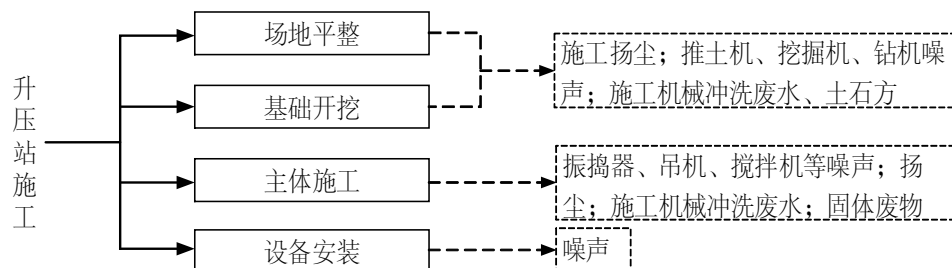 升压站施工
场地平整
基础开挖
主体施工
设备安装
施工扬尘；推土机、挖掘机、钻机噪
声；施工机械冲洗废水、土石方
振捣器、吊机、搅拌机等噪声；扬
尘；施工机械冲洗废水；固体废物
噪声